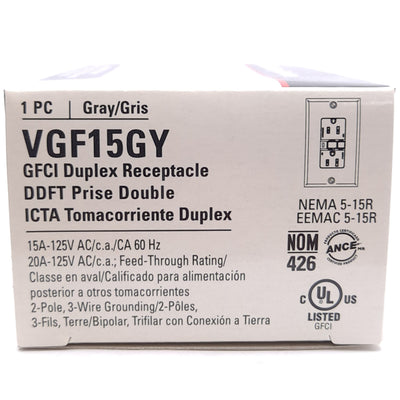 1 PC | Gray/Gris
VGF15GY
GFCI Duplex Receptacle
DDFT Prise Double
ICTA Tomacorriente Duplex
15A-125V AC/c.a./CA 60 Hz
20A-125V AC/c.a.; Feed-Through Rating/
Classe en aval/Calificado para alimentación
posterior a otros tomacorrientes
2-Pole, 3-Wire Grounding/2-Pôles,
3-Fils, Terre/Bipolar, Trifilar con Conexión a Tierra
NEMA 5-15R
EEMAC 5-15R
NOM
426
ANCE
C UL US
LISTED
GFCI